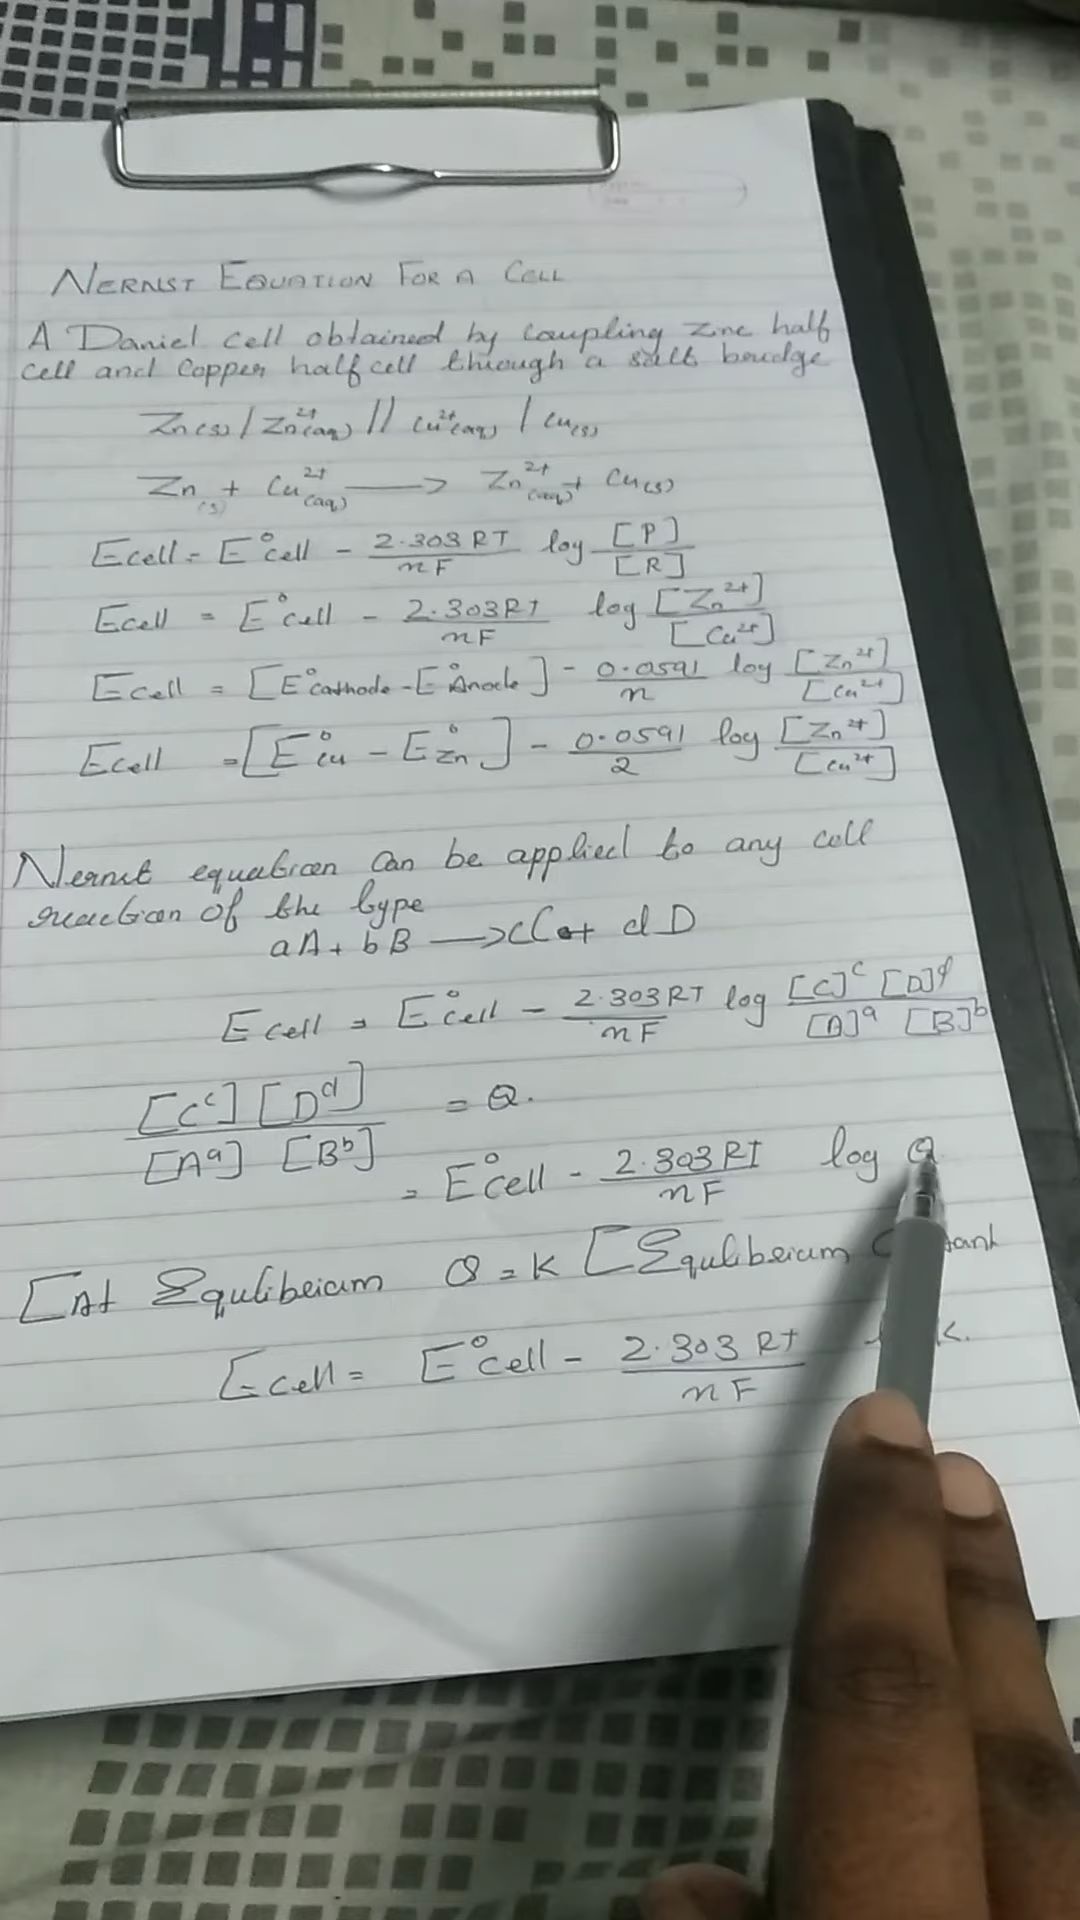 NERNST EQUATION FOR A CELL
A Daniel cell obtained by coupling zinc half
cell and Copper half cell through a salt bridge
Zn(s) / Zn²⁺(aq) // Cu²⁺(aq) / Cu(s)
Zn(s) + Cu²⁺(aq) ⟶ Zn²⁺(aq) + Cu(s)
Ecell = E°cell - 2.303 RT / nF log [P] / [R]
Ecell = E°cell - 2.303RT / nF log [Zn²⁺] / [Cu²⁺]
Ecell = [E°cathode - E°Anode] - 0.0591 / n log [Zn²⁺] / [Cu²⁺]
Ecell = [E°Cu - E°Zn] - 0.0591 / 2 log [Zn²⁺] / [Cu²⁺]
Nernst equation can be applied to any cell
reaction of the type
aA + bB ⟶ cC + dD
Ecell = E°cell - 2.303RT / nF log [C]ᶜ [D]ᵈ / [A]ᵃ [B]ᵇ
[Cᶜ] [Dᵈ] / [Aᵃ] [Bᵇ] = Q.
= E°cell - 2.303RT / nF log Q
[At Equlibeium Q = K [Equlibeium
Ecell = E°cell - 2.303 RT / nF K.